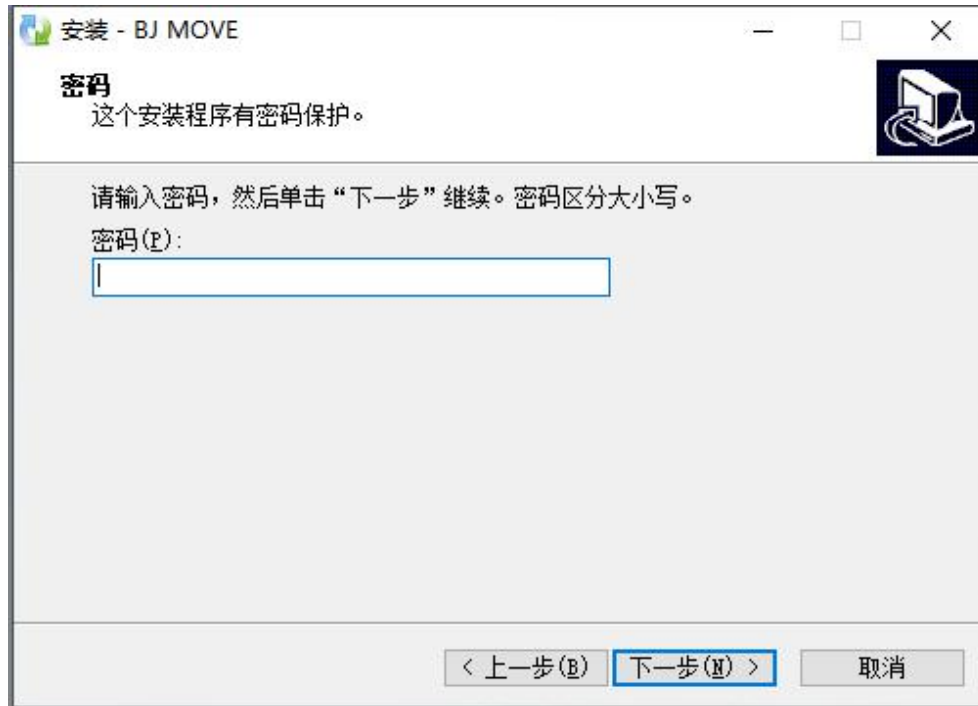 安装 - BJ MOVE
密码
这个安装程序有密码保护。
请输入密码，然后单击“下一步”继续。密码区分大小写。
密码(P):
< 上一步(B)
下一步(N) >
取消